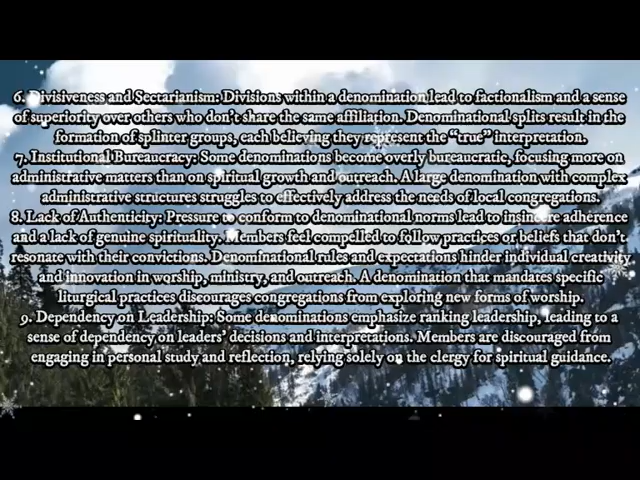 6. Divisiveness and Sectarianism: Divisions within a denomination lead to factionalism and a sense
of superiority over others who don't share the same affiliation. Denominational splits result in the
formation of splinter groups, each believing they represent the “true” interpretation.
7. Institutional Bureaucracy: Some denominations become overly bureaucratic, focusing more on
administrative matters than on spiritual growth and outreach. A large denomination with complex
administrative structures struggles to effectively address the needs of local congregations.
8. Lack of Authenticity: Pressure to conform to denominational norms lead to insincere adherence
and a lack of genuine spirituality. Members feel compelled to follow practices or beliefs that don't
resonate with their convictions. Denominational rules and expectations hinder individual creativity
and innovation in worship, ministry, and outreach. A denomination that mandates specific
liturgical practices discourages congregations from exploring new forms of worship.
9. Dependency on Leadership: Some denominations emphasize ranking leadership, leading to a
sense of dependency on leaders' decisions and interpretations. Members are discouraged from
engaging in personal study and reflection, relying solely on the clergy for spiritual guidance.